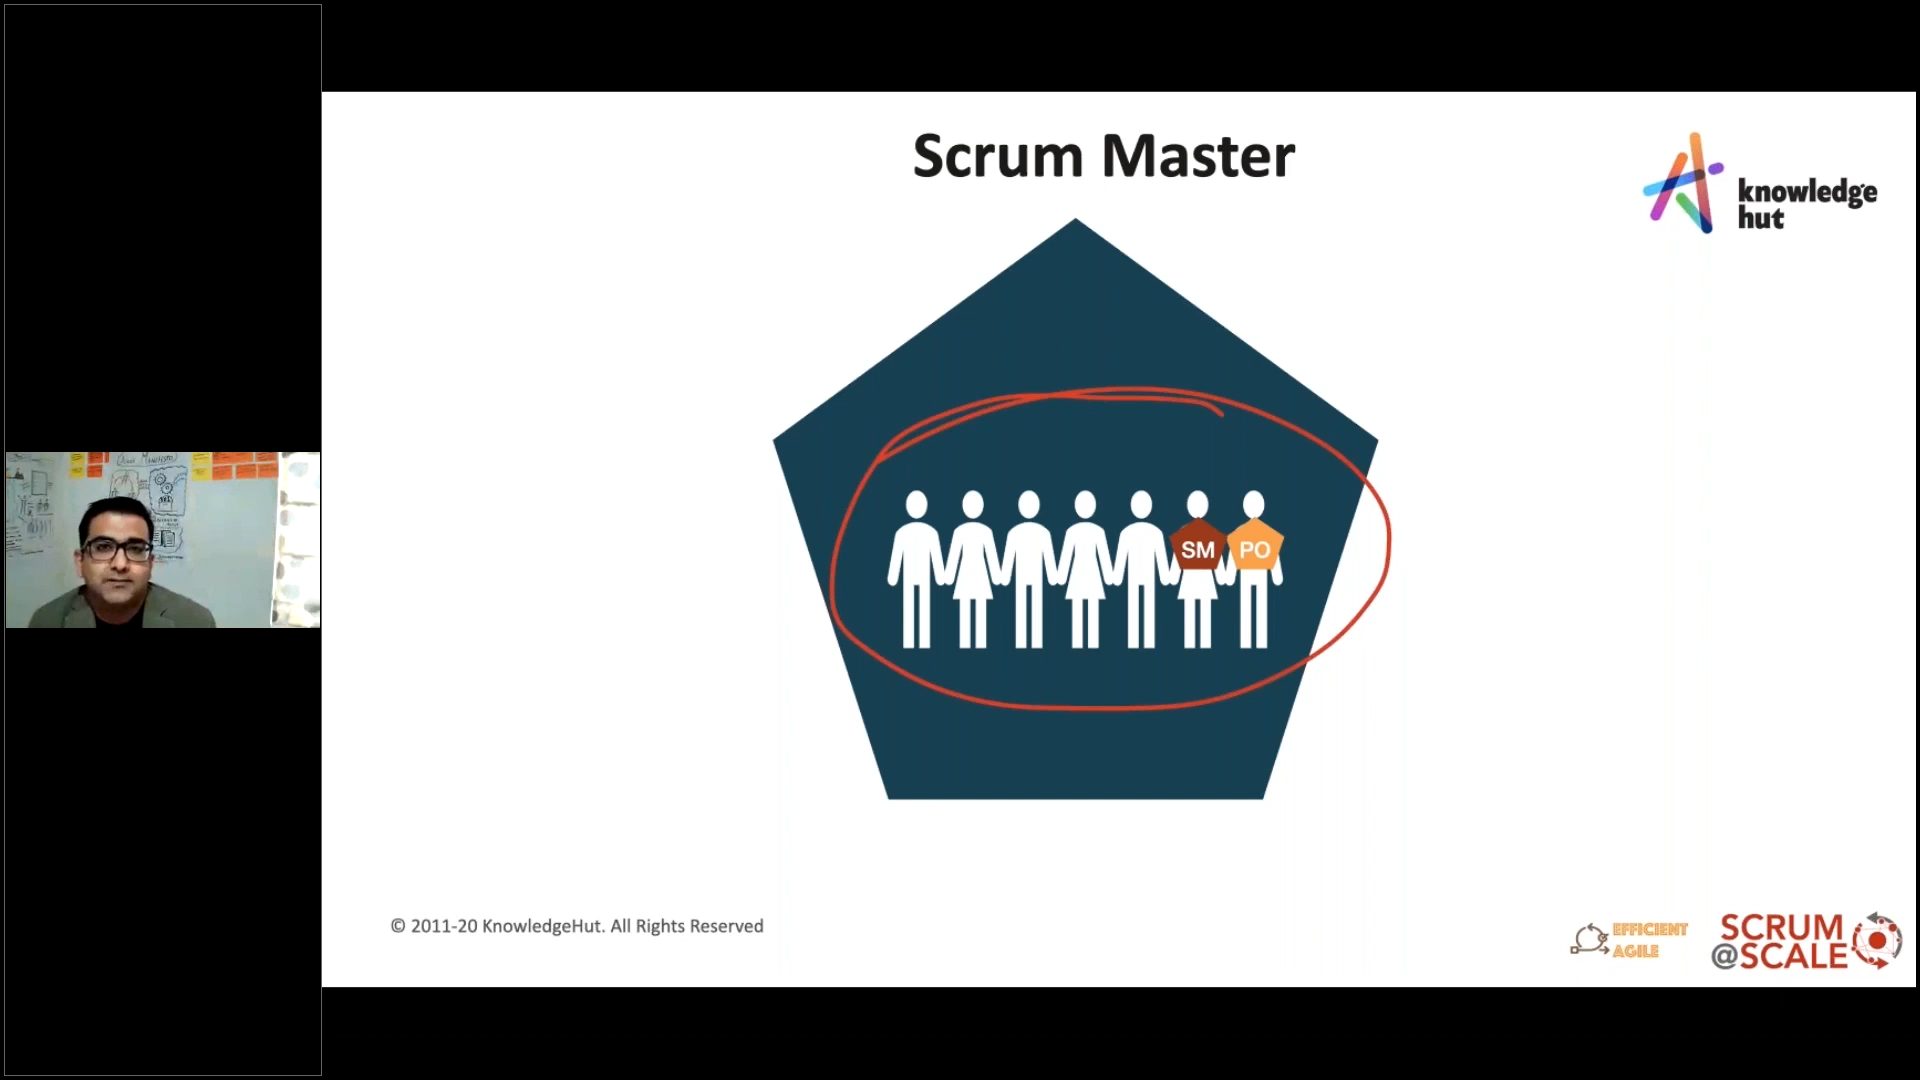 Scrum Master
knowledge
hut
SM PO
© 2011-20 KnowledgeHut. All Rights Reserved
EFFICIENT
AGILE
SCRUM
@SCALE